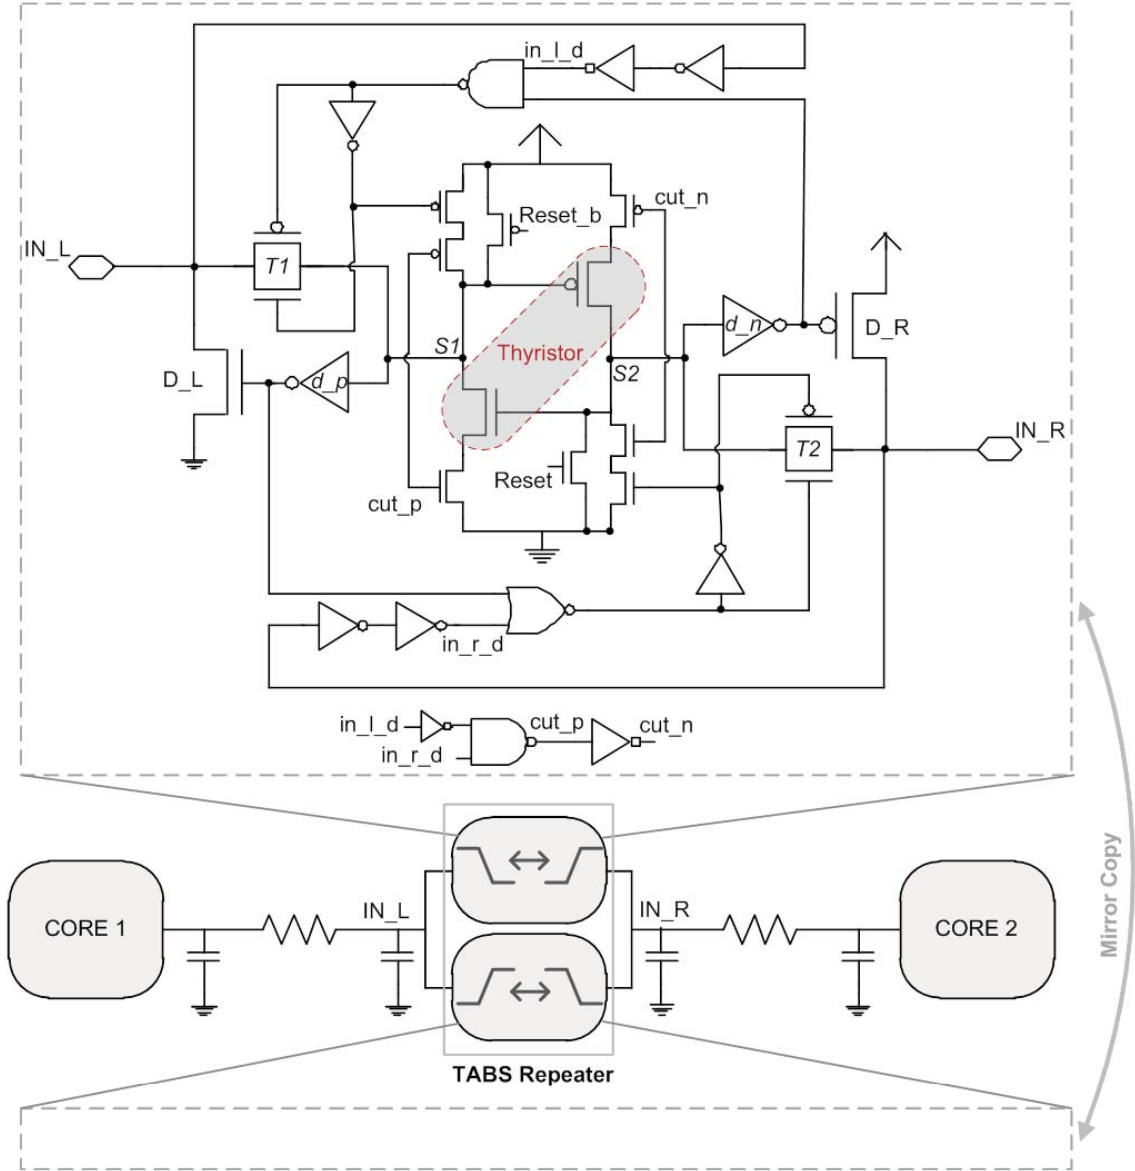 in_l_d
cut_n
Reset_b
IN_L
T1
d_n
D_R
S1
Thyristor
D_L
d_p
S2
IN_R
T2
Reset
cut_p
in_r_d
in_l_d
cut_p
cut_n
in_r_d
Mirror Copy
IN_L
IN_R
CORE 1
CORE 2
TABS Repeater